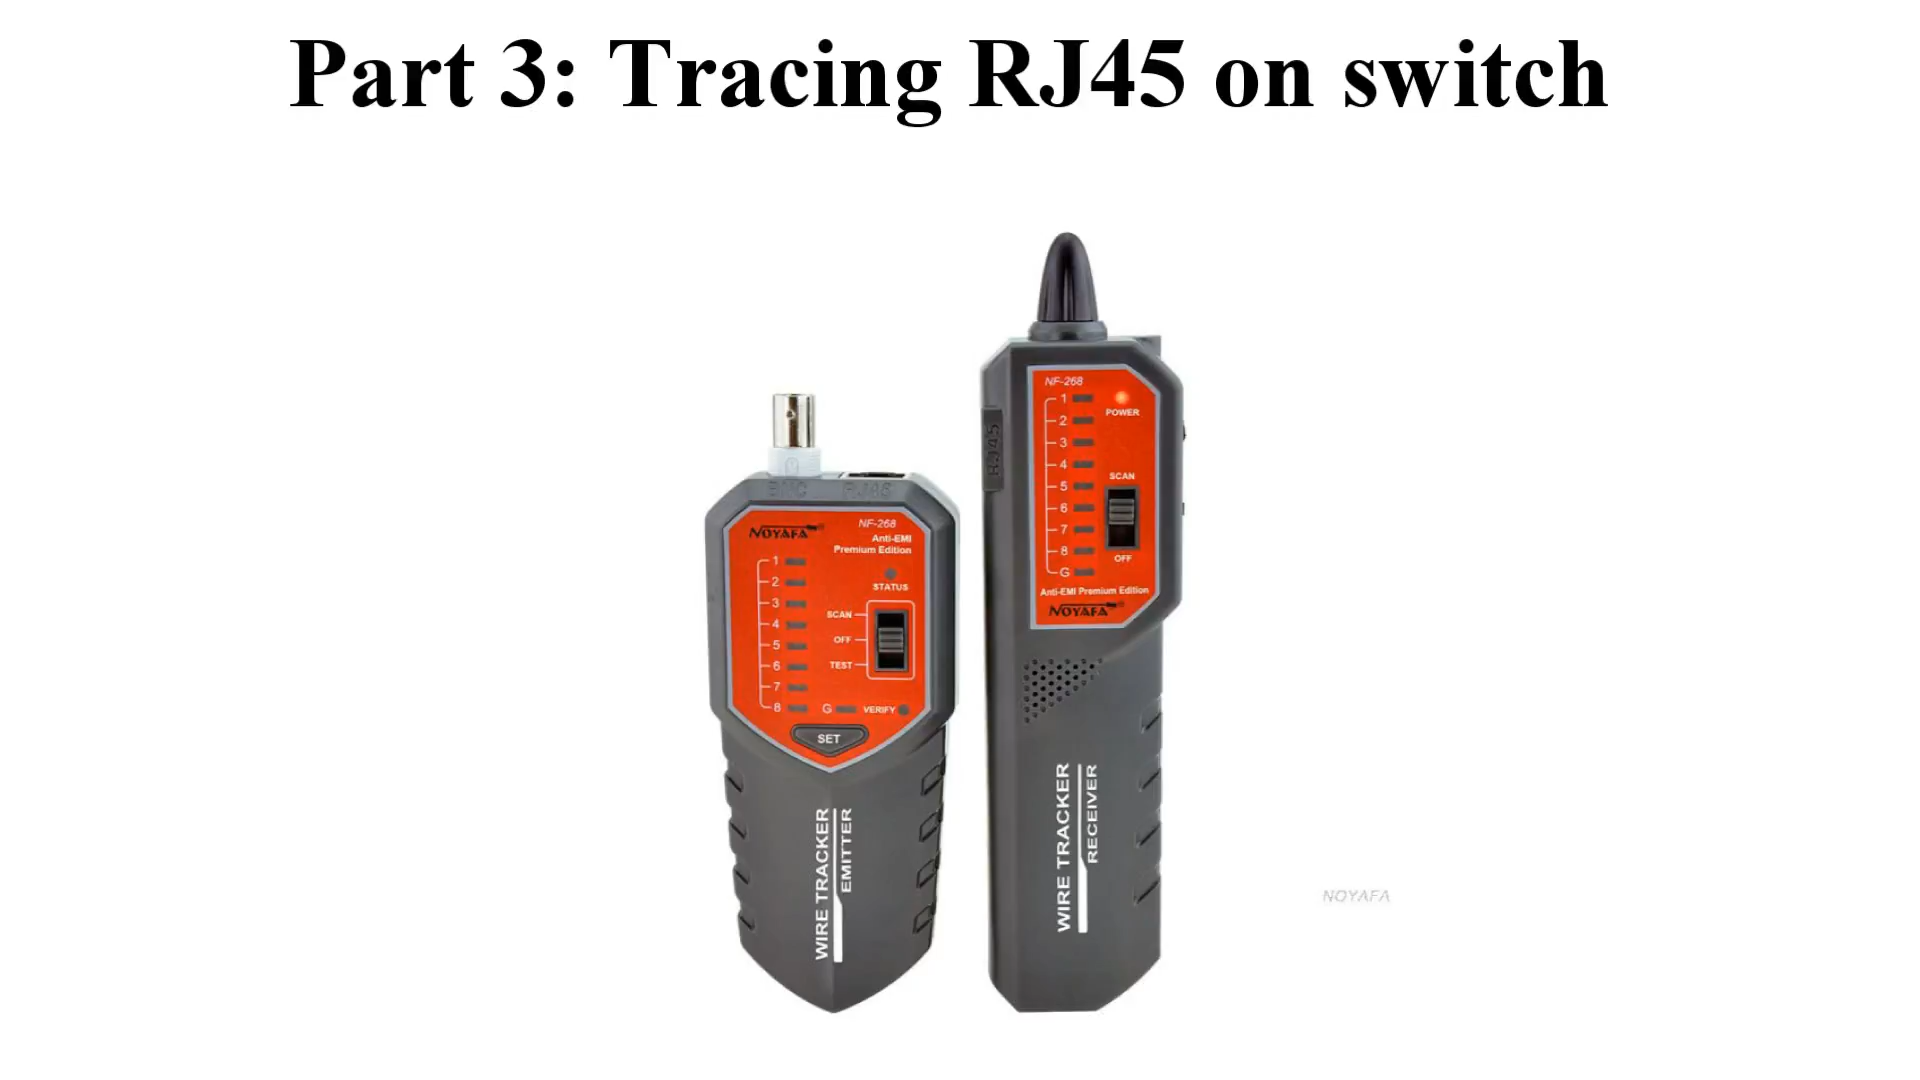 Part 3: Tracing RJ45 on switch
BNC RJ45
NOYAFA
NF-268
Anti-EMI
Premium Edition
1
2
3
4
5
6
7
8
STATUS
SCAN
OFF
TEST
G
VERIFY
SET
WIRE TRACKER
EMITTER
RJ45
NF-268
1
2
3
4
5
6
7
8
G
POWER
SCAN
OFF
Anti-EMI Premium Edition
NOYAFA
WIRE TRACKER
RECEIVER
NOYAFA